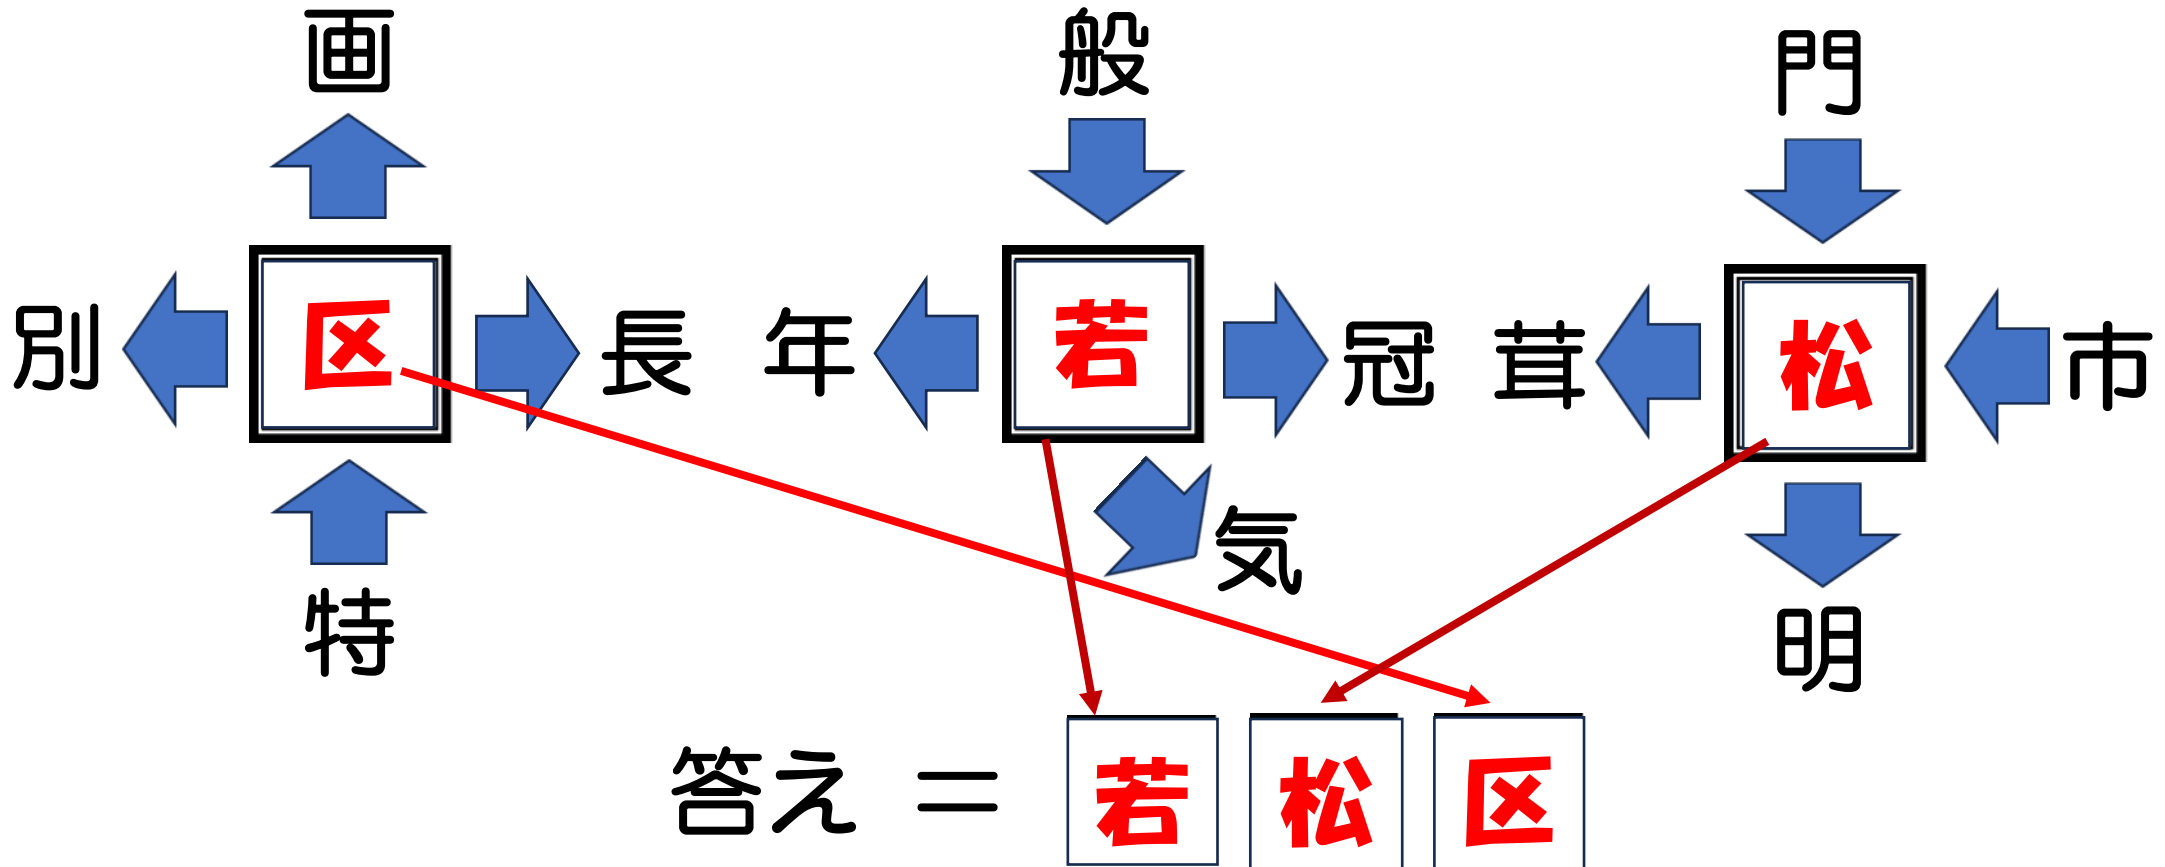 画 般 門
別 区 長 年 若 冠 茸 松 市
気
特 明
答え = 若 松 区